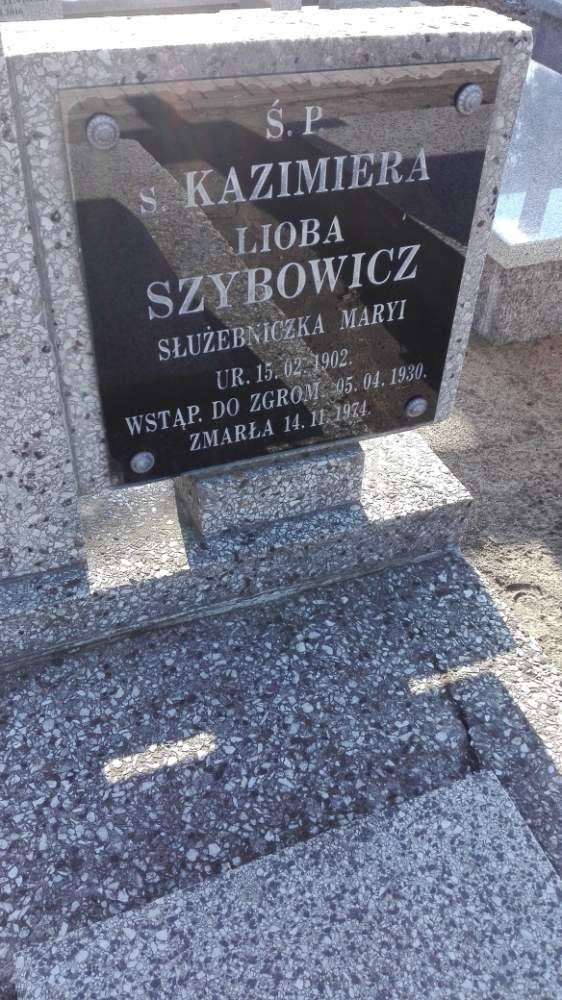 Ś. P
S. KAZIMIERA
LIOBA
SZYBOWICZ
SŁUŻEBNICZKA MARYI
UR. 15. 02. 1902.
WSTĄP. DO ZGROM. 05. 04. 1930.
ZMARŁA 14. 11. 1974.